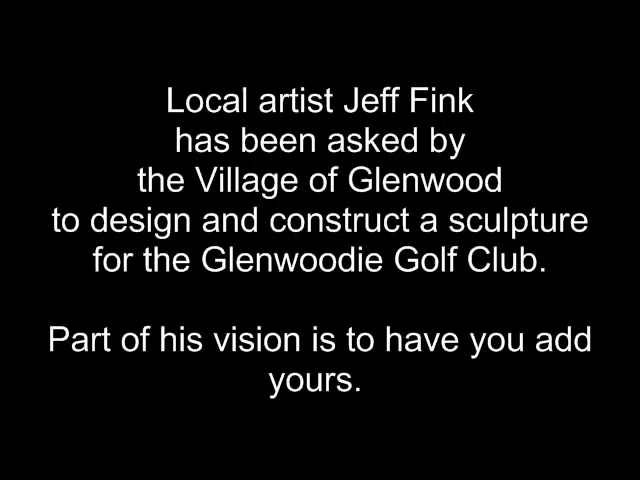 Local artist Jeff Fink
has been asked by
the Village of Glenwood
to design and construct a sculpture
for the Glenwoodie Golf Club.
Part of his vision is to have you add
yours.